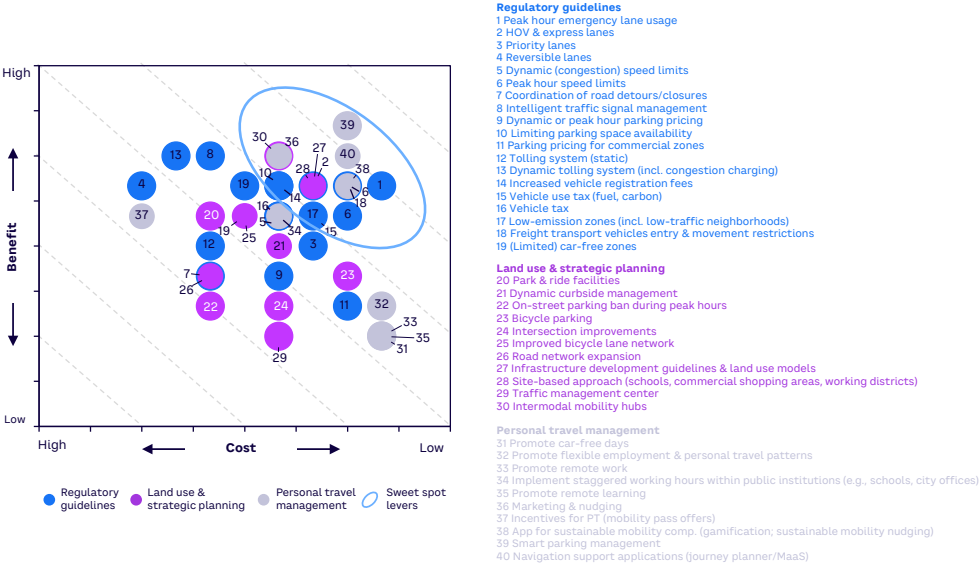 High
Benefit
Low
High
Cost
Low
39
30
36
40
27
2
13
8
28
38
10
4
19
14
6
18
1
37
20
16
5
34
17
15
6
19
25
12
21
3
7
26
9
23
22
24
11
32
33
35
31
29
Regulatory guidelines
Land use & strategic planning
Personal travel management
Sweet spot levers
Regulatory guidelines
1 Peak hour emergency lane usage
2 HOV & express lanes
3 Priority lanes
4 Reversible lanes
5 Dynamic (congestion) speed limits
6 Peak hour speed limits
7 Coordination of road detours/closures
8 Intelligent traffic signal management
9 Dynamic or peak hour parking pricing
10 Limiting parking space availability
11 Parking pricing for commercial zones
12 Tolling system (static)
13 Dynamic tolling system (incl. congestion charging)
14 Increased vehicle registration fees
15 Vehicle use tax (fuel, carbon)
16 Vehicle tax
17 Low-emission zones (incl. low-traffic neighborhoods)
18 Freight transport vehicles entry & movement restrictions
19 (Limited) car-free zones
Land use & strategic planning
20 Park & ride facilities
21 Dynamic curbside management
22 On-street parking ban during peak hours
23 Bicycle parking
24 Intersection improvements
25 Improved bicycle lane network
26 Road network expansion
27 Infrastructure development guidelines & land use models
28 Site-based approach (schools, commercial shopping areas, working districts)
29 Traffic management center
30 Intermodal mobility hubs
Personal travel management
31 Promote car-free days
32 Promote flexible employment & personal travel patterns
33 Promote remote work
34 Implement staggered working hours within public institutions (e.g., schools, city offices)
35 Promote remote learning
36 Marketing & nudging
37 Incentives for PT (mobility pass offers)
38 App for sustainable mobility comp. (gamification; sustainable mobility nudging)
39 Smart parking management
40 Navigation support applications (journey planner/MaaS)